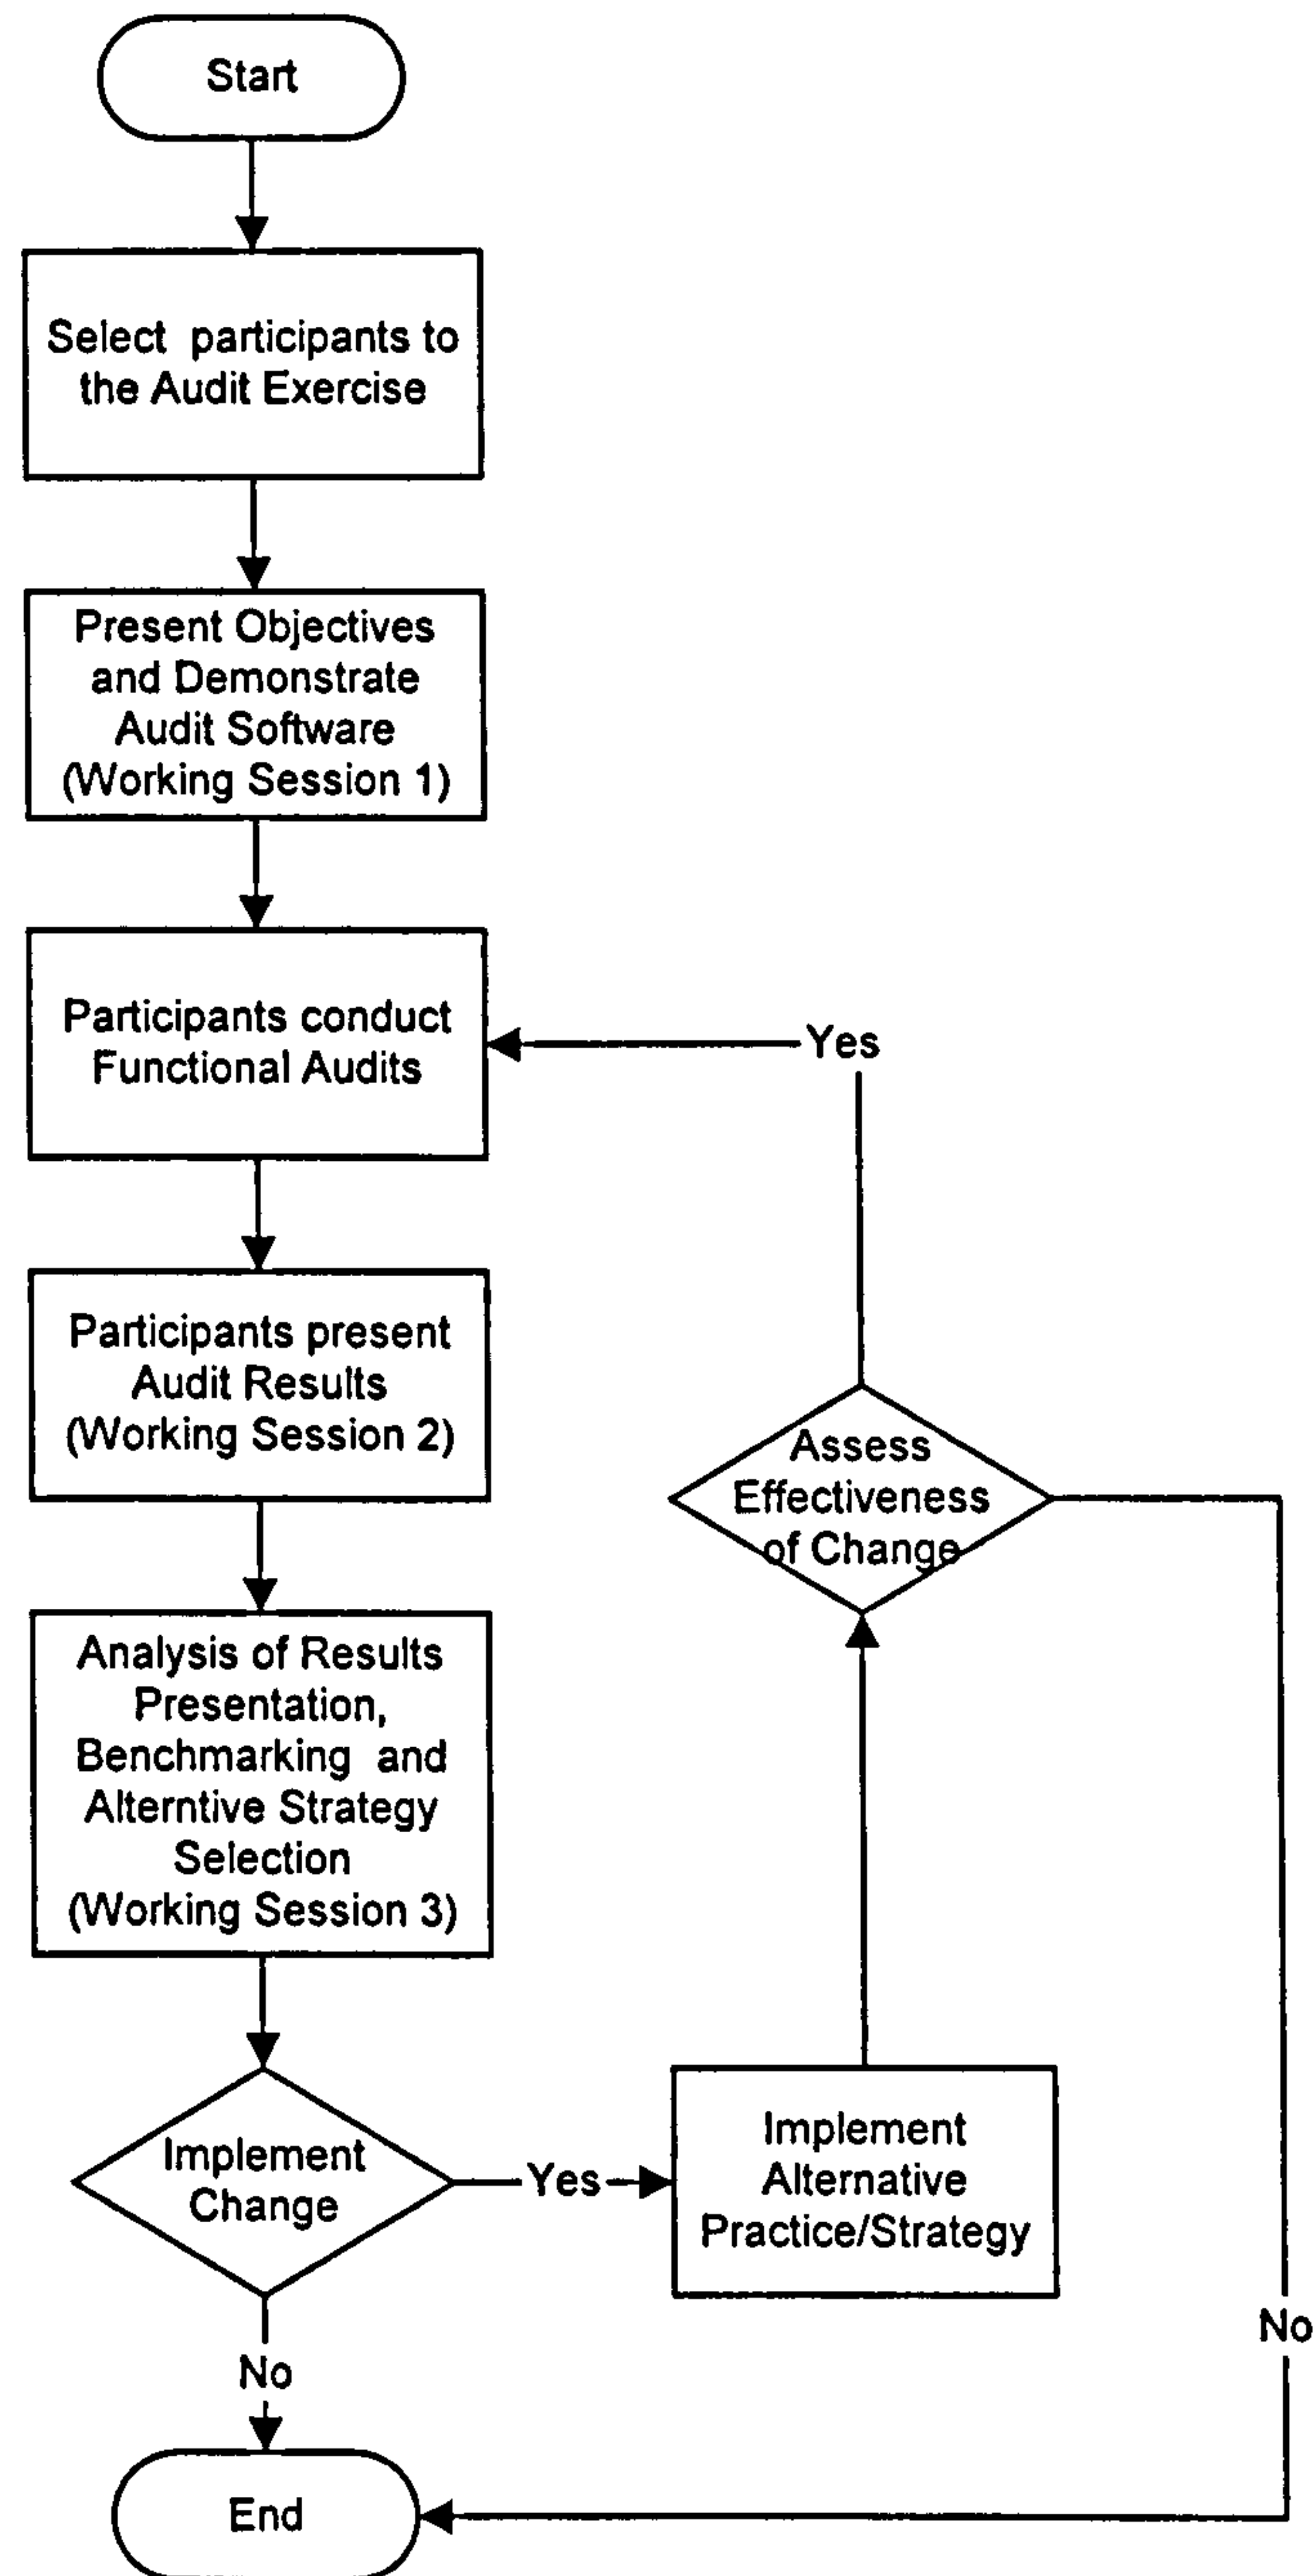 Start
Select participants to
the Audit Exercise
Present Objectives
and Demonstrate
Audit Software
(Working Session 1)
Participants conduct
Functional Audits
Yes
Participants present
Audit Results
(Working Session 2)
Assess
Effectiveness
of Change
Analysis of Results
Presentation,
Benchmarking and
Alterntive Strategy
Selection
(Working Session 3)
Implement
Change
Yes
Implement
Alternative
Practice/Strategy
No
No
End